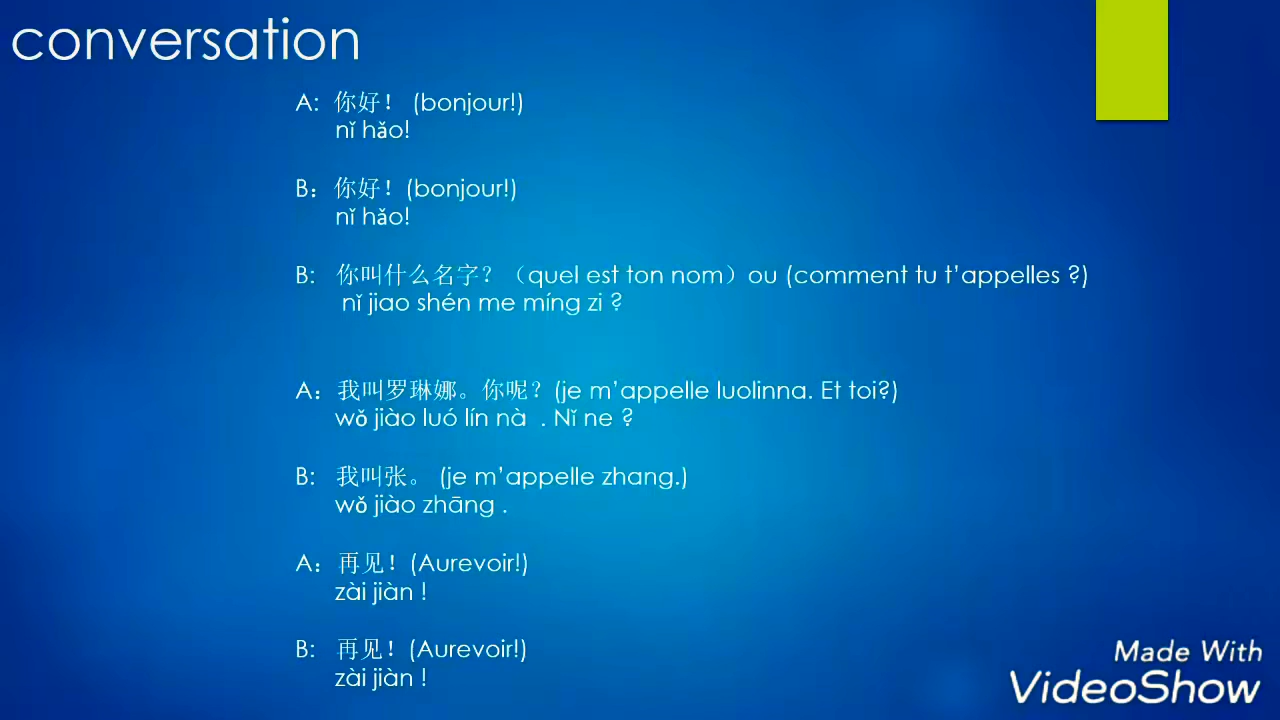 conversation
A: 你好！ (bonjour!)
nǐ hǎo!
B：你好！(bonjour!)
nǐ hǎo!
B: 你叫什么名字？（quel est ton nom）ou (comment tu t'appelles ?)
nǐ jiao shén me míng zi ?
A：我叫罗琳娜。你呢？(je m'appelle luolinna. Et toi?)
wǒ jiào luó lín nà . Nǐ ne ?
B: 我叫张。 (je m'appelle zhang.)
wǒ jiào zhāng .
A：再见！(Aurevoir!)
zài jiàn !
B: 再见！(Aurevoir!)
zài jiàn !
Made With
VideoShow